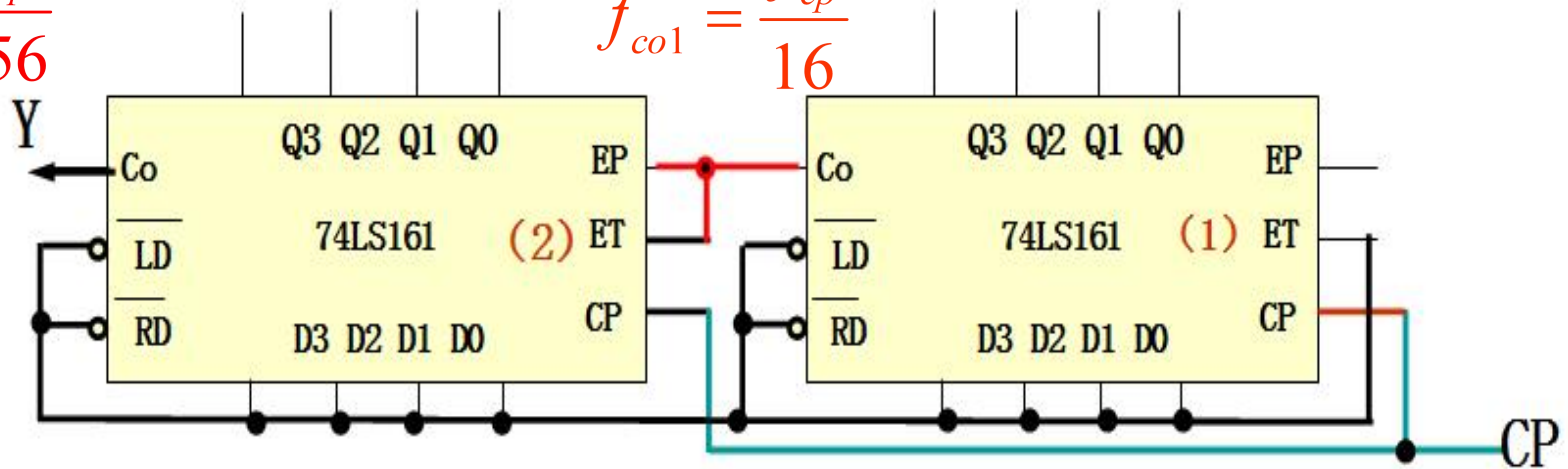 56
f_co1 = f_cp / 16
Y
Q3 Q2 Q1 Q0
Co
EP
74LS161
(2)
ET
LD
RD
CP
D3 D2 D1 D0
Q3 Q2 Q1 Q0
Co
EP
74LS161
(1)
ET
LD
RD
CP
D3 D2 D1 D0
CP